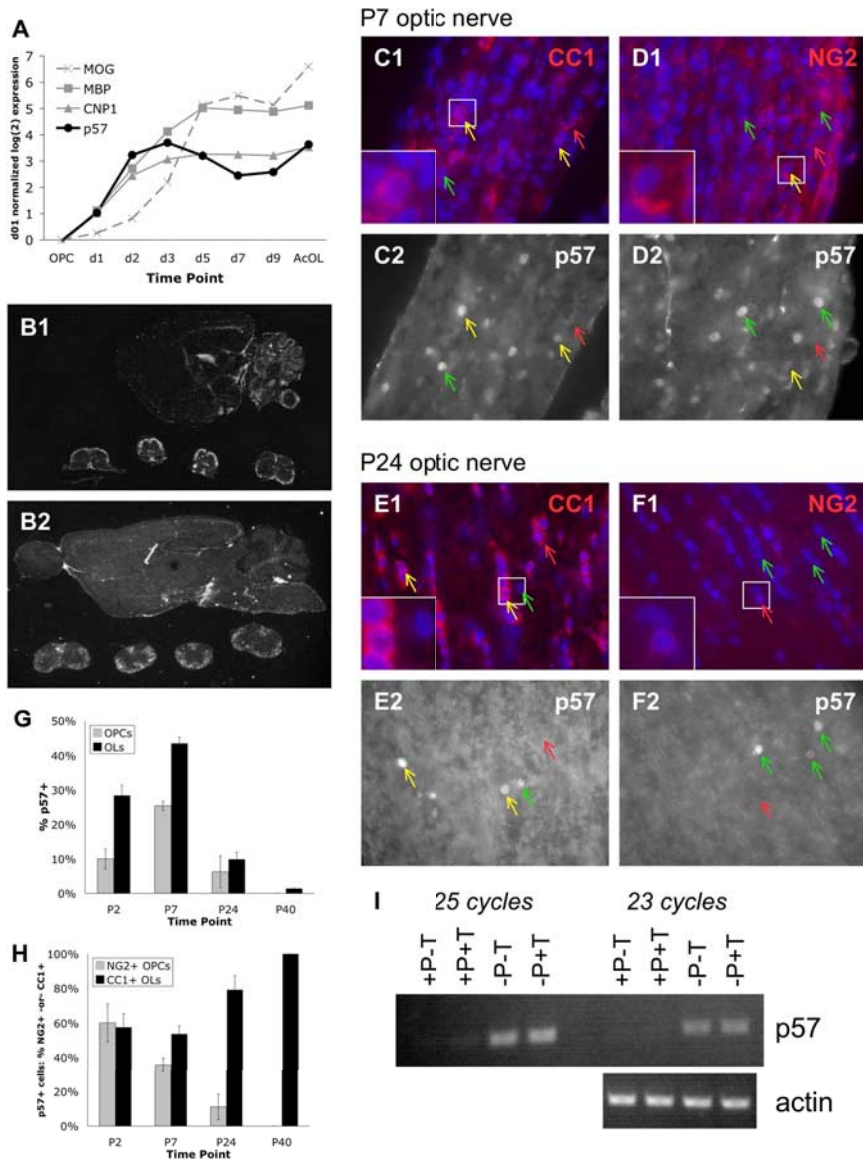 P7 optic nerve
A
7
6
5
4
3
2
1
0
MOG
MBP
CNP1
p57
d01 normalized log(2) expression
OPC d1 d2 d3 d5 d7 d9 AcOL
Time Point
C1 CC1
D1 NG2
C2 p57
D2 p57
B1
B2
P24 optic nerve
E1 CC1
F1 NG2
E2 p57
F2 p57
G
50%
40%
30%
20%
10%
0%
OPCs
OLs
% p57+
P2 P7 P24 P40
Time Point
H
100%
80%
60%
40%
20%
0%
NG2+ OPCs
CC1+ OLs
p57+ cells: % NG2+ -or- CC1+
P2 P7 P24 P40
Time Point
I
25 cycles 23 cycles
+P-T +P+T -P-T -P+T +P-T +P+T -P-T -P+T
p57
actin